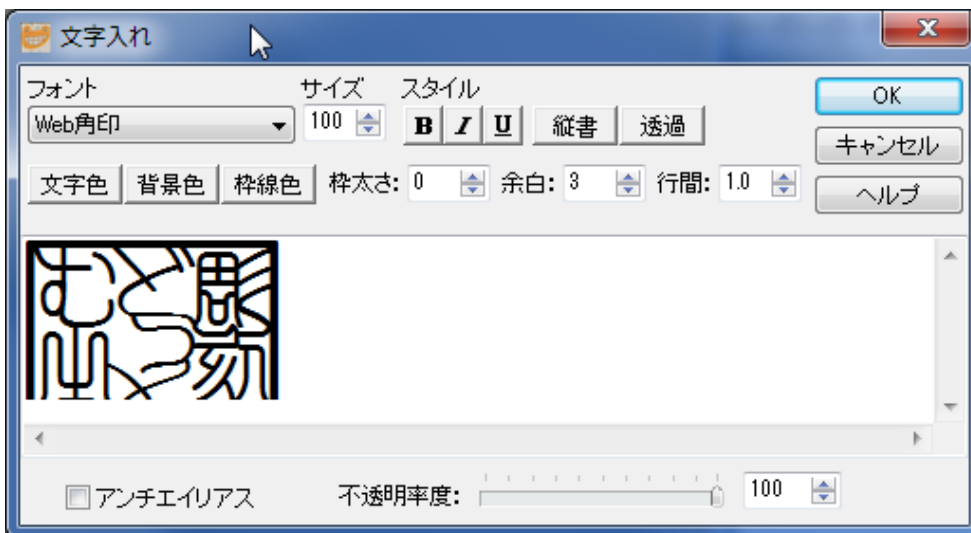 文字入れ
フォント サイズ スタイル
Web角印 100 B I U 縦書 透過 OK
キャンセル
文字色 背景色 枠線色 枠太さ: 0 余白: 3 行間: 1.0 ヘルプ
アンチエイリアス 不透明率度: 100